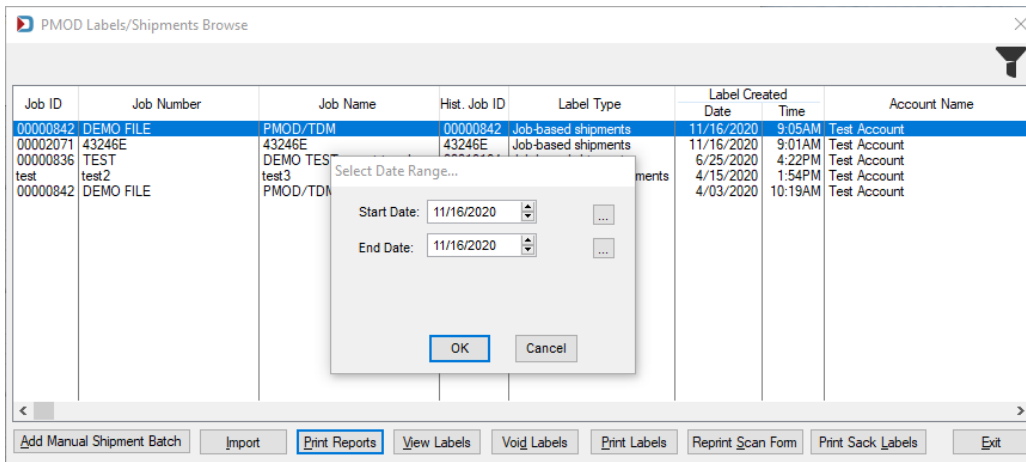 PMOD Labels/Shipments Browse
Job ID Job Number Job Name Hist. Job ID Label Type Label Created Date Time Account Name
00000842 DEMO FILE PMOD/TDM 00000842 Job-based shipments 11/16/2020 9:05AM Test Account
00002071 43246E 43246E 43246E Job-based shipments 11/16/2020 9:01AM Test Account
00000836 TEST DEMO TEST 6/25/2020 4:22PM Test Account
test test2 test3 ments 4/15/2020 1:54PM Test Account
00000842 DEMO FILE PMOD/TDM 4/03/2020 10:19AM Test Account
Select Date Range...
Start Date: 11/16/2020 ...
End Date: 11/16/2020 ...
OK Cancel
Add Manual Shipment Batch Import Print Reports View Labels Void Labels Print Labels Reprint Scan Form Print Sack Labels Exit